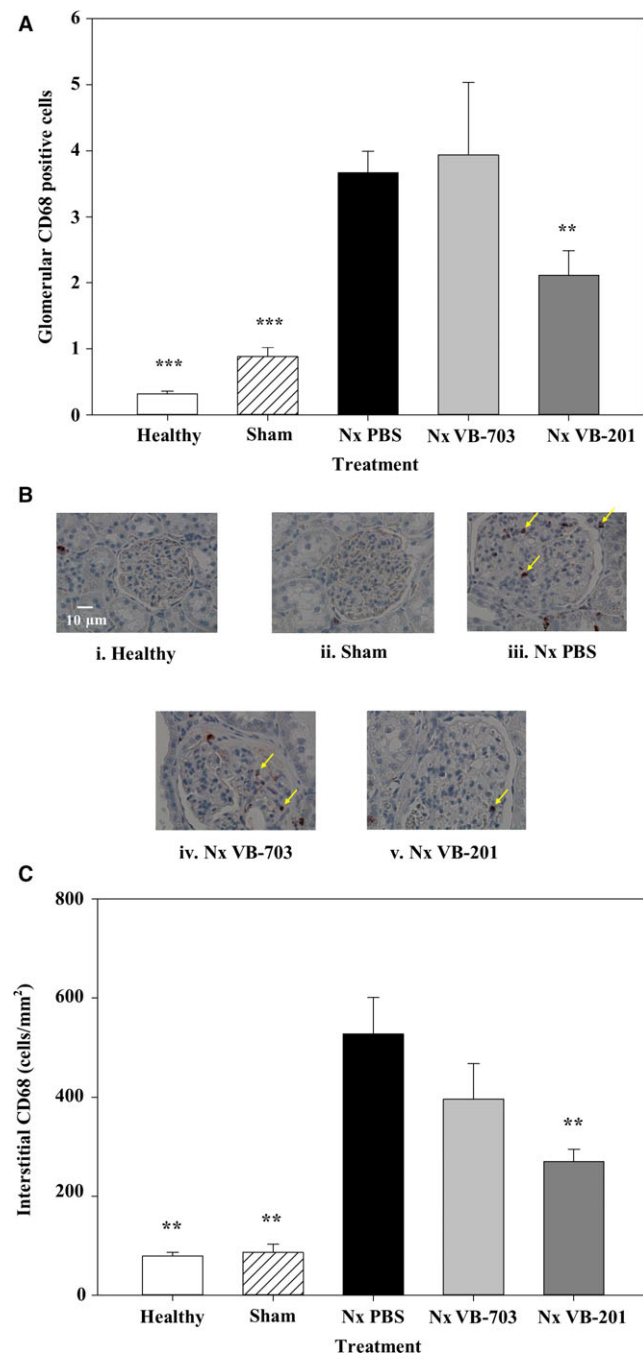 A
Glomerular CD68 positive cells
6
5
4
3
2
1
0
***
***
**
Healthy Sham Nx PBS Nx VB-703 Nx VB-201
Treatment
B
10 µm
i. Healthy
ii. Sham
iii. Nx PBS
iv. Nx VB-703
v. Nx VB-201
C
Interstitial CD68 (cells/mm²)
800
600
400
200
0
**
**
**
Healthy Sham Nx PBS Nx VB-703 Nx VB-201
Treatment